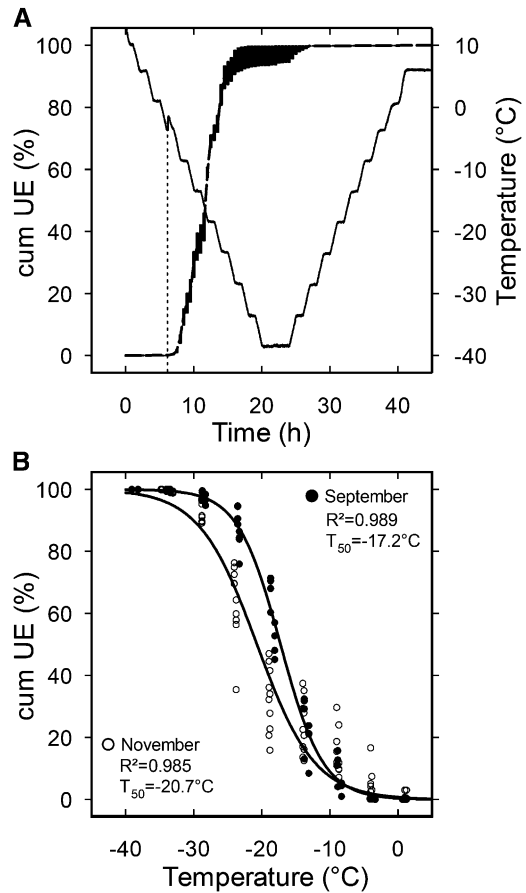 A
100
80
60
40
20
0
cum UE (%)
10
0
-10
-20
-30
-40
Temperature (°C)
0
10
20
30
40
Time (h)
B
100
80
60
40
20
0
cum UE (%)
September
R²=0.989
T50=-17.2°C
November
R²=0.985
T50=-20.7°C
-40
-30
-20
-10
0
Temperature (°C)